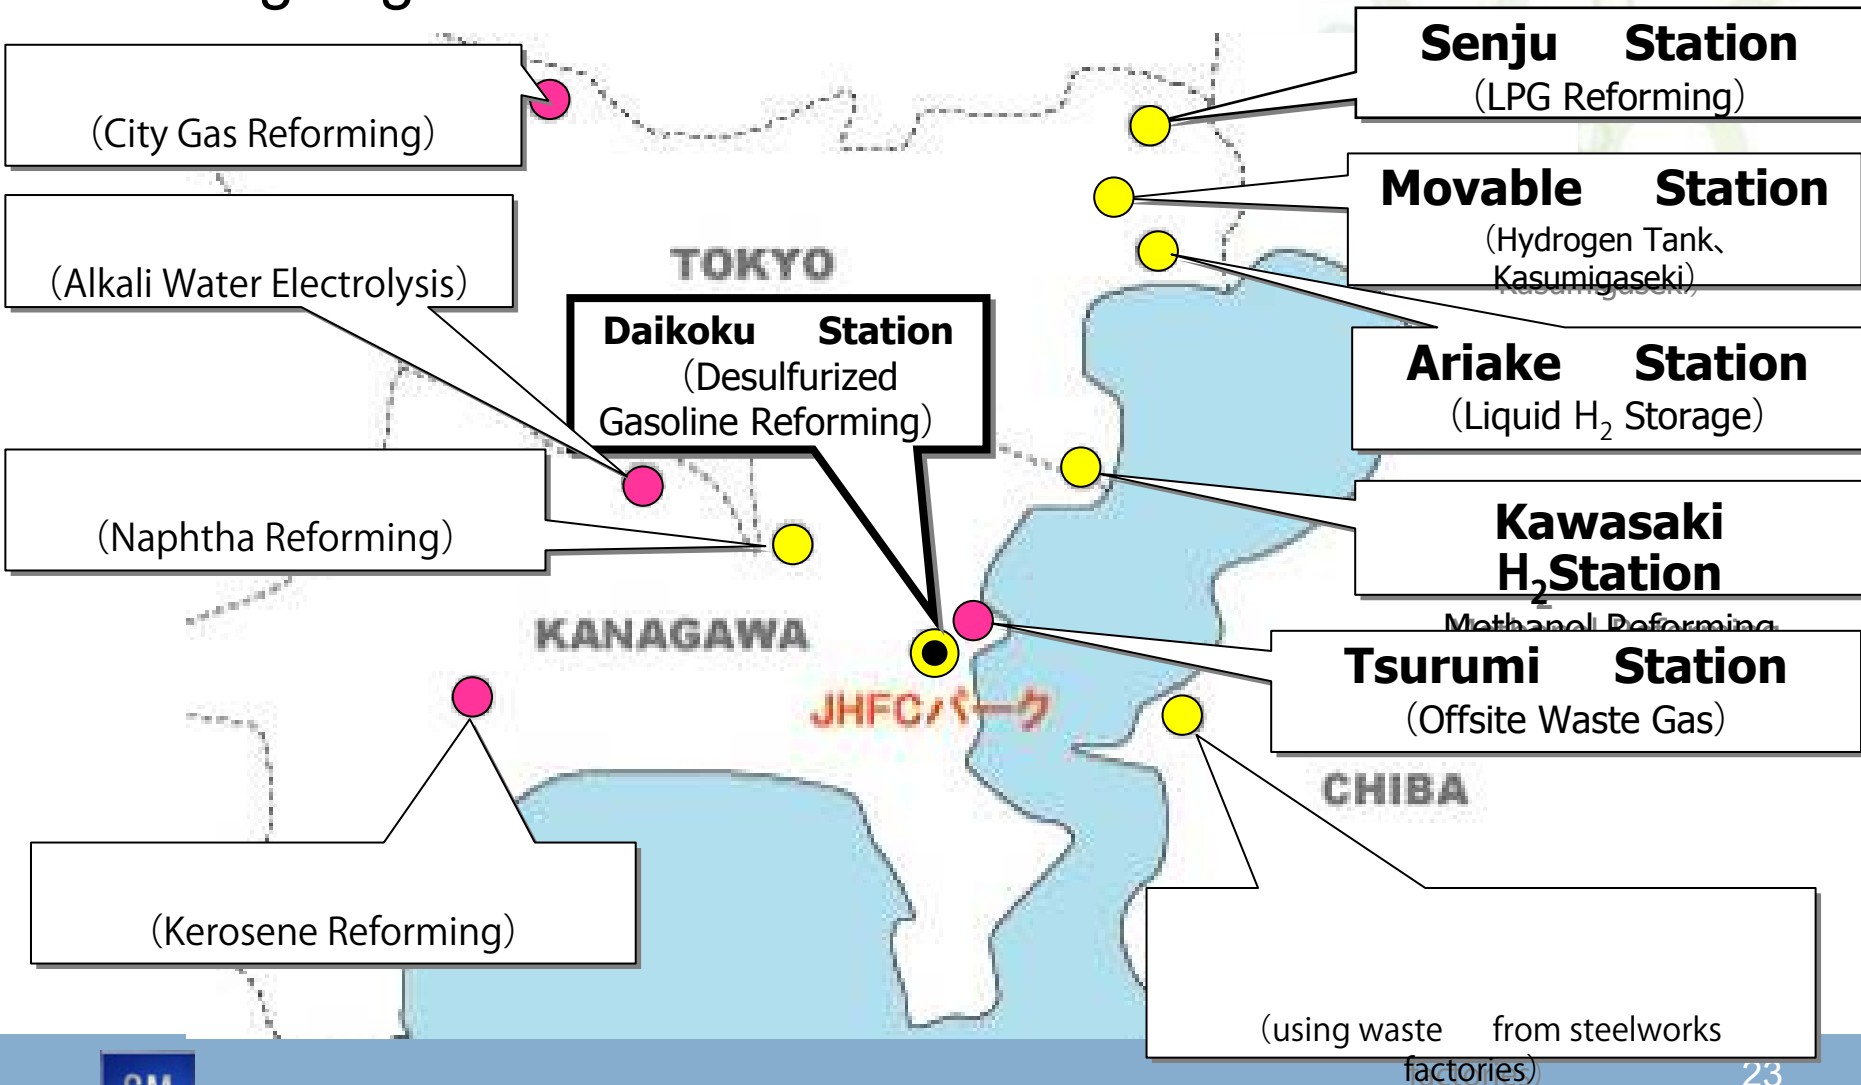 (City Gas Reforming)
(Alkali Water Electrolysis)
(Naphtha Reforming)
(Kerosene Reforming)
TOKYO
Daikoku Station
(Desulfurized
Gasoline Reforming)
KANAGAWA
JHFCパーク
CHIBA
Senju Station
(LPG Reforming)
Movable Station
(Hydrogen Tank、
Kasumigaseki)
Ariake Station
(Liquid H₂ Storage)
Kawasaki
H₂Station
Methanol Reforming
Tsurumi Station
(Offsite Waste Gas)
(using waste from steelworks
factories)
GM
23